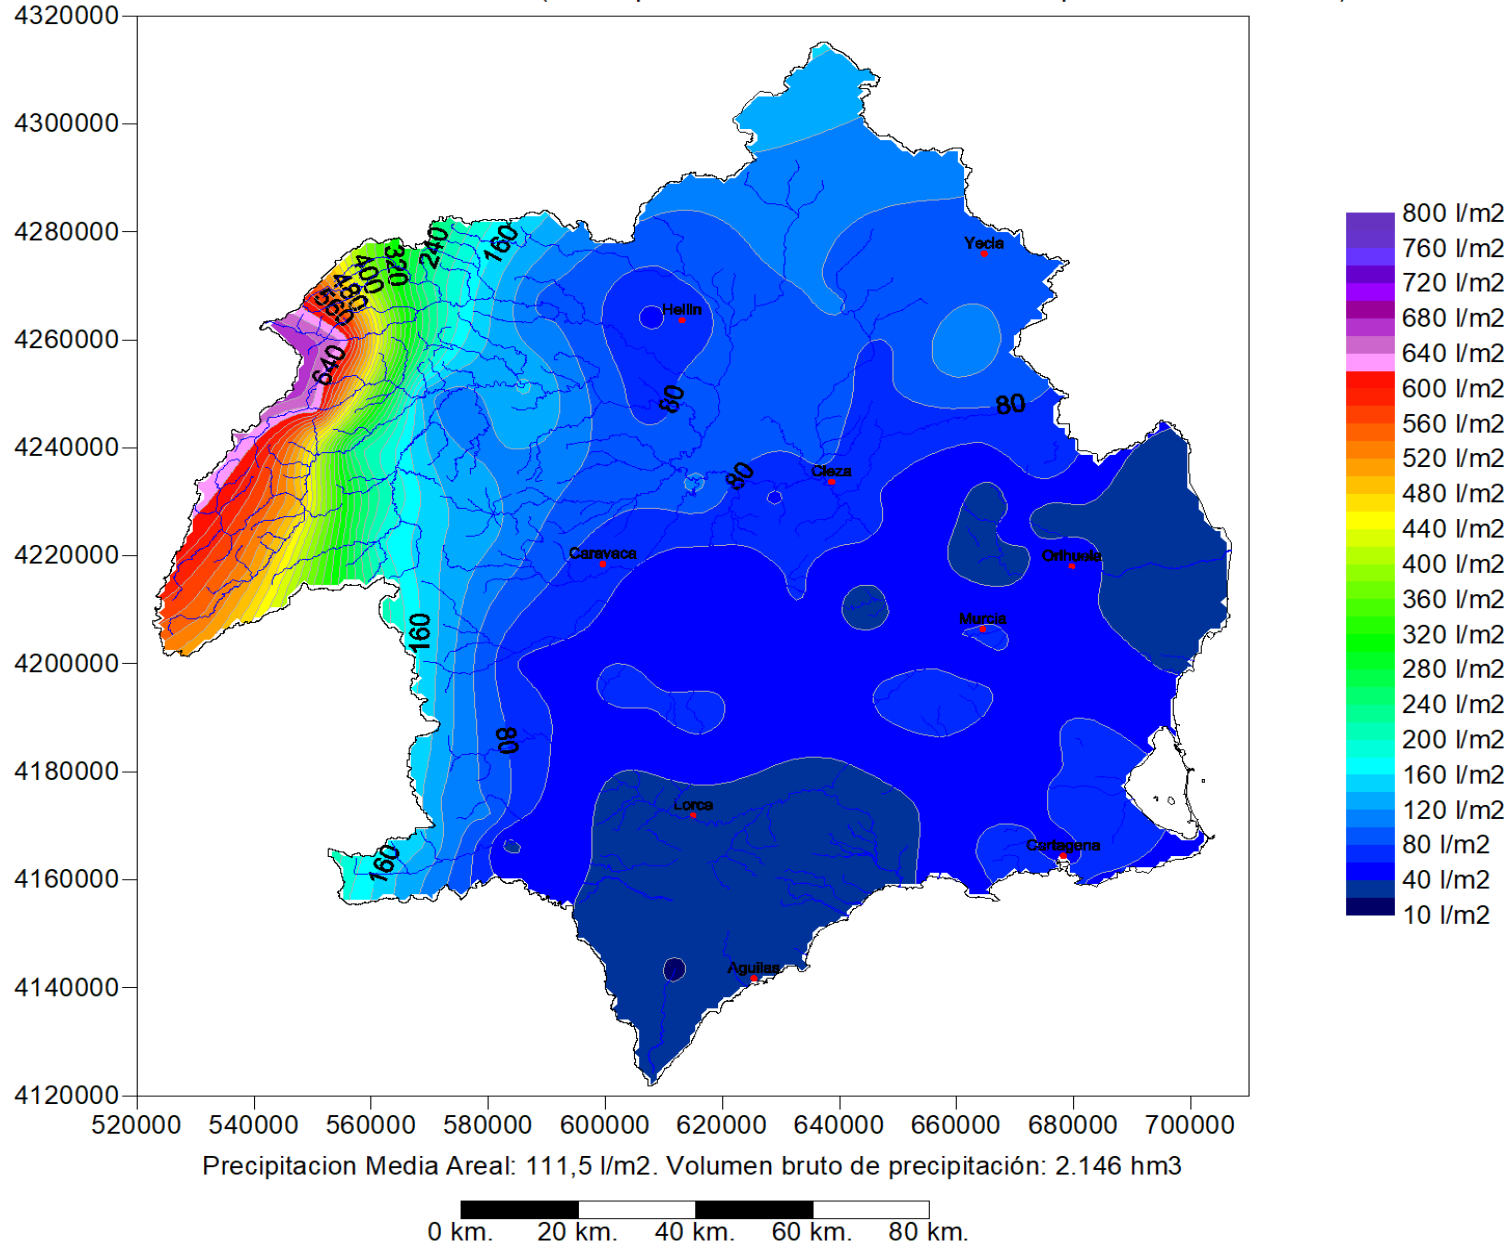 4320000
4300000
4280000
4260000
4240000
4220000
4200000
4180000
4160000
4140000
4120000
520000 540000 560000 580000 600000 620000 640000 660000 680000 700000
160
240
320
400
480
560
640
Yecla
Hellin
80
80
80
Cieza
Caravaca
Orihuela
Murcia
160
80
Lorca
Cartagena
160
Aguilas
800 l/m2
760 l/m2
720 l/m2
680 l/m2
640 l/m2
600 l/m2
560 l/m2
520 l/m2
480 l/m2
440 l/m2
400 l/m2
360 l/m2
320 l/m2
280 l/m2
240 l/m2
200 l/m2
160 l/m2
120 l/m2
80 l/m2
40 l/m2
10 l/m2
Precipitacion Media Areal: 111,5 l/m2. Volumen bruto de precipitación: 2.146 hm3
0 km. 20 km. 40 km. 60 km. 80 km.